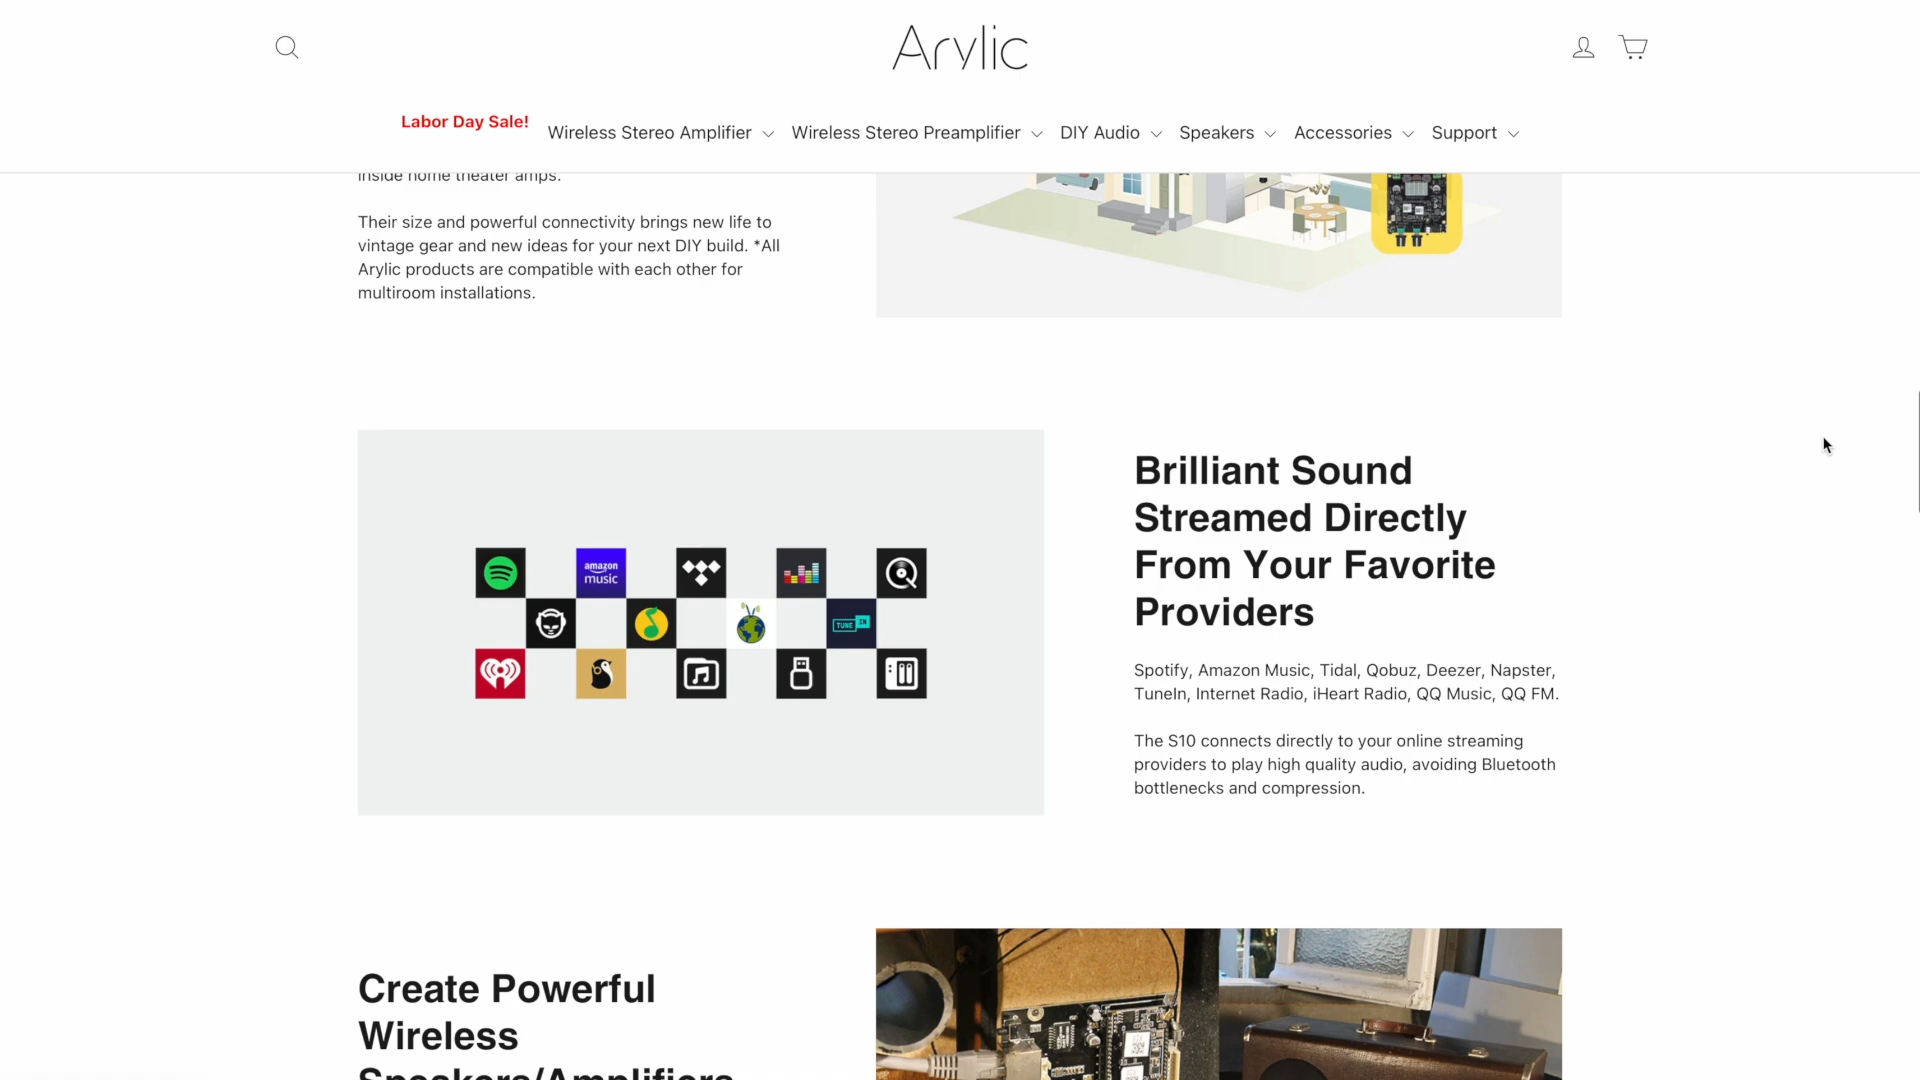 Arylic
Labor Day Sale!
Wireless Stereo Amplifier
Wireless Stereo Preamplifier
DIY Audio
Speakers
Accessories
Support
inside home theater amps.
Their size and powerful connectivity brings new life to
vintage gear and new ideas for your next DIY build. *All
Arylic products are compatible with each other for
multiroom installations.
amazon
music
TUNE IN
Brilliant Sound
Streamed Directly
From Your Favorite
Providers
Spotify, Amazon Music, Tidal, Qobuz, Deezer, Napster,
TuneIn, Internet Radio, iHeart Radio, QQ Music, QQ FM.
The S10 connects directly to your online streaming
providers to play high quality audio, avoiding Bluetooth
bottlenecks and compression.
Create Powerful
Wireless
Speakers/Amplifiers